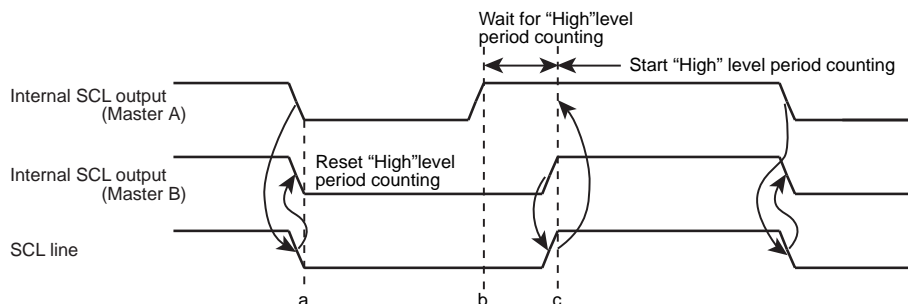 Wait for “High”level
period counting
Start “High” level period counting
Internal SCL output
(Master A)
Reset “High”level
period counting
Internal SCL output
(Master B)
SCL line
a
b
c